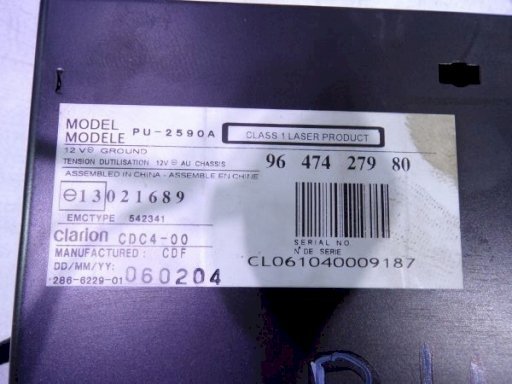 MODEL
MODELE PU-2590A CLASS 1 LASER PRODUCT
12 V⊝ GROUND
TENSION DUTILISATION 12V ⊝ AU CHASSIS
96 474 279 80
ASSEMBLED IN CHINA - ASSEMBLE EN CHINE
e13 021689
EMCTYPE 542341
clarion CDC4-00
MANUFACTURED: CDF
DD/MM/YY: 060204
286-6229-01
SERIAL NO.
N° DE SERIE
CL061040009187